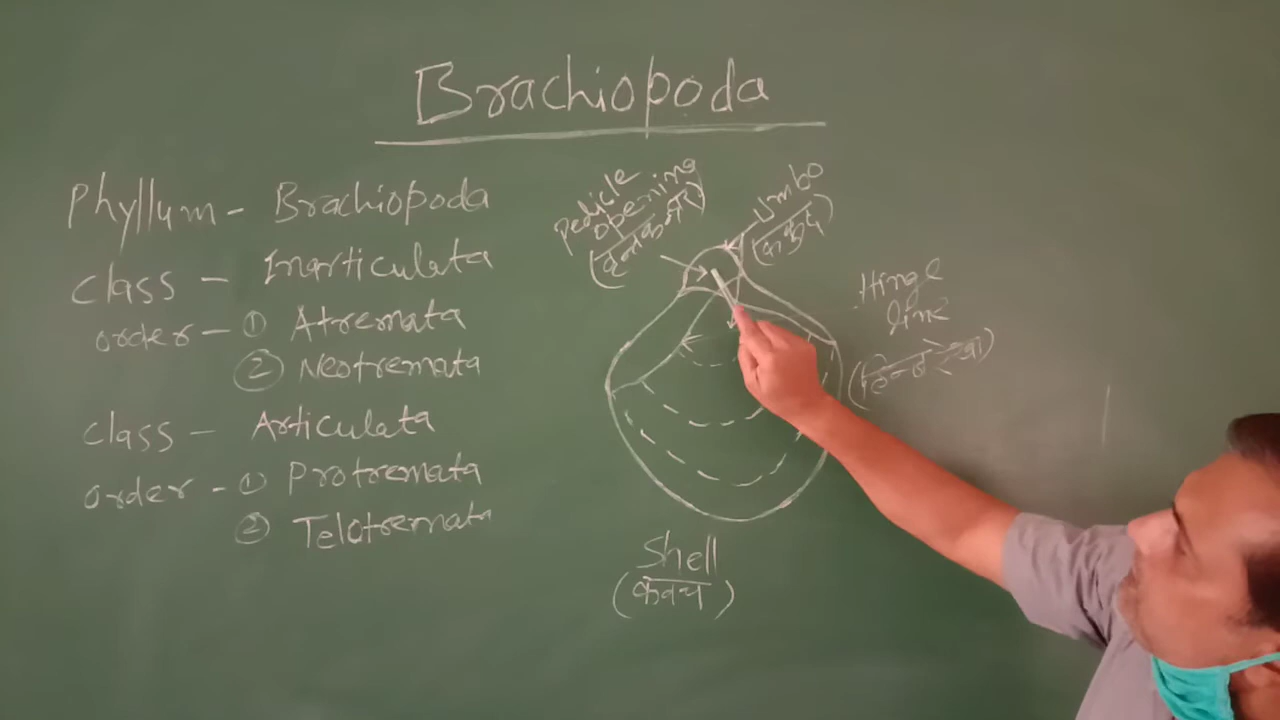 Brachiopoda
Phyllum - Brachiopoda
class - Inarticulata
order - ① Atremata
② Neotremata
class - Articulata
order - ① Protremata
② Telotremata
Pedicle
opening
Umbo
(ककुद)
Hinge
line
(हिन्ज रेखा)
Shell
(कवच)